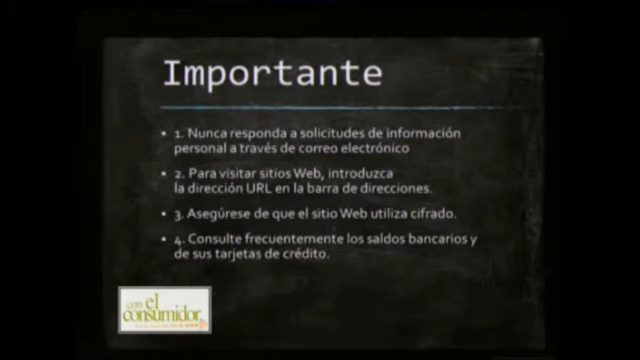 Importante
1. Nunca responda a solicitudes de información
personal a través de correo electrónico
2. Para visitar sitios Web, introduzca
la dirección URL en la barra de direcciones.
3. Asegúrese de que el sitio Web utiliza cifrado.
4. Consulte frecuentemente los saldos bancarios y
de sus tarjetas de crédito.
con el
consumidor